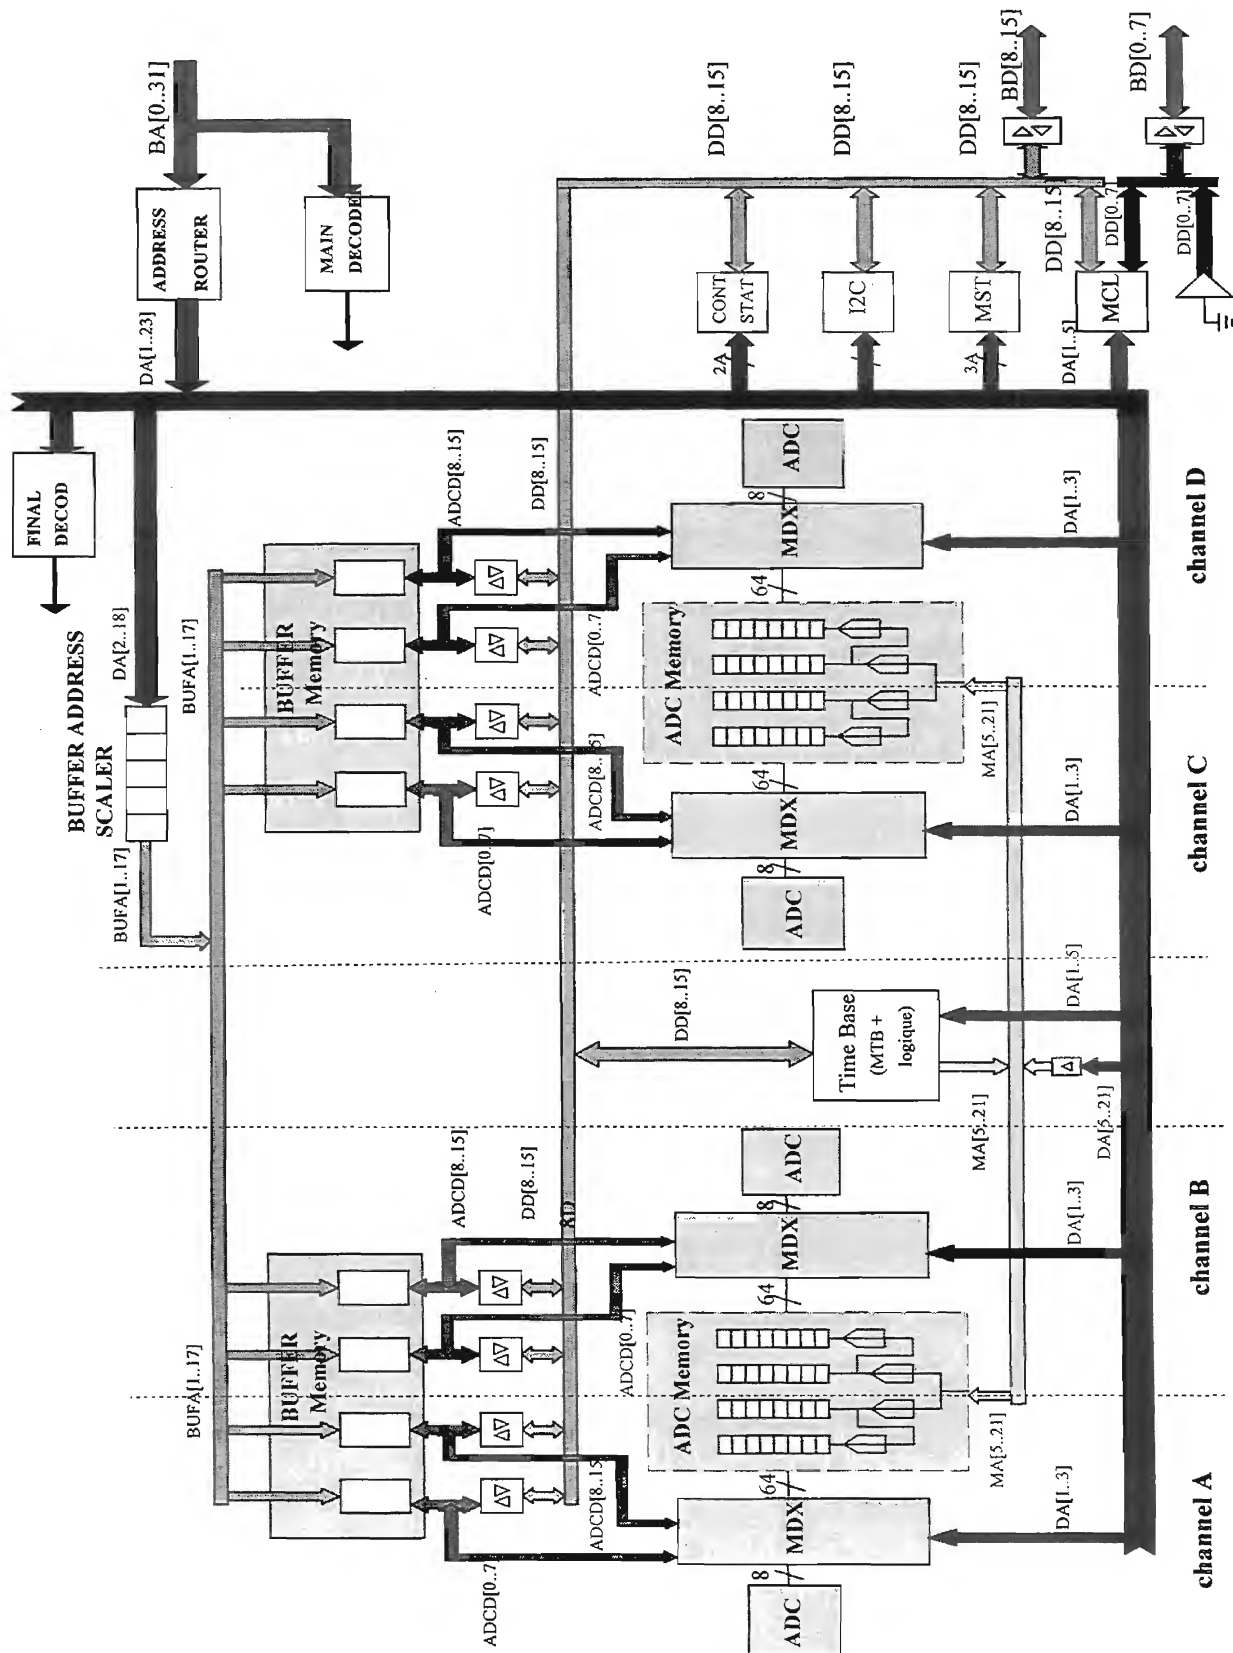 FINAL
DECOD
BUFFER ADDRESS
SCALER
BUFA[1..17]
DA[2..18]
DA[1..23]
BA[0..31]
ADDRESS
ROUTER
MAIN
DECODER
BUFA[1..17]
BUFA[1..17]
BUFFER
Memory
BUFFER
Memory
ADCD[8..15]
ADCD[8..15]
ADCD[0..7]
DD[8..15]
ADCD[0..7]
DD[8..15]
ADCD[8..15]
ADCD[0..7]
ADCD[8..15]
ADCD[0..7]
DD[8..15]
ADC Memory
ADC Memory
2A
CONT
STAT
DD[8..15]
ADC
8
MDX
64
64
MDX
8
ADC
ADC
8
MDX
64
64
MDX
8
ADC
I2C
DD[8..15]
Time Base
(MTB +
logique)
3A
MST
DD[8..15]
MA[5..21]
MA[5..21]
MA[5..21]
BD[8..15]
DA[1..3]
DA[1..3]
DA[1..5]
DA[1..3]
DA[1..3]
DA[1..5]
DD[8..15]
DA[5..21]
MCL
DD[0..7]
BD[0..7]
DD[0..7]
channel A
channel B
channel C
channel D